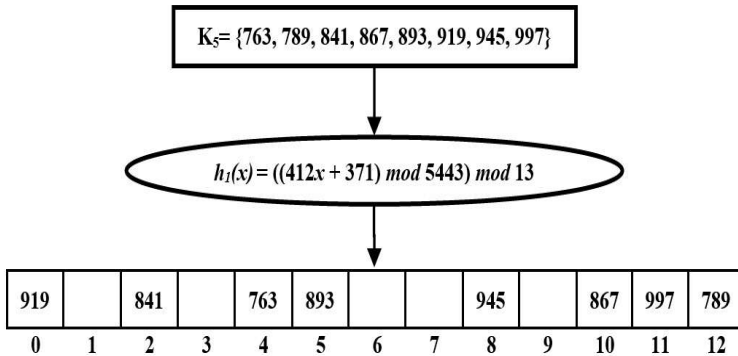 K₅= {763, 789, 841, 867, 893, 919, 945, 997}
h₁(x) = ((412x + 371) mod 5443) mod 13
919 841 763 893 945 867 997 789
0 1 2 3 4 5 6 7 8 9 10 11 12